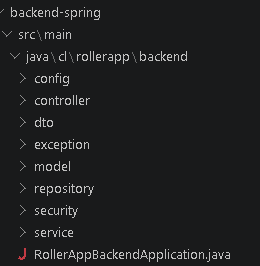 backend-spring
src\main
java\cl\rollerapp\backend
config
controller
dto
exception
model
repository
security
service
RollerAppBackendApplication.java